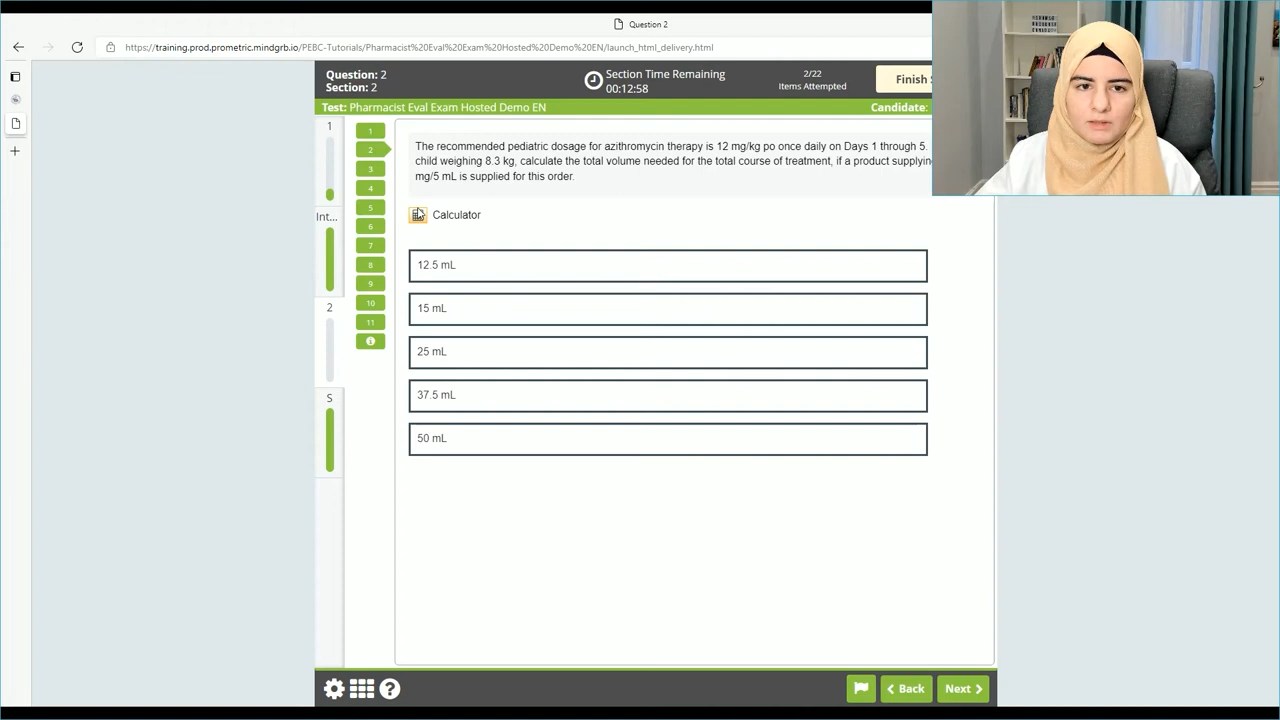 Question 2
https://training.prod.prometric.mindgrb.io/PEBC-Tutorials/Pharmacist%20Eval%20Exam%20Hosted%20Demo%20EN/launch_html_delivery.html
Question: 2
Section: 2
Section Time Remaining
00:12:58
2/22
Items Attempted
Finish
Test: Pharmacist Eval Exam Hosted Demo EN
Candidate:
1
Int...
2
S
1
2
3
4
5
6
7
8
9
10
11
The recommended pediatric dosage for azithromycin therapy is 12 mg/kg po once daily on Days 1 through 5.
child weighing 8.3 kg, calculate the total volume needed for the total course of treatment, if a product supplying
mg/5 mL is supplied for this order.
Calculator
12.5 mL
15 mL
25 mL
37.5 mL
50 mL
Back
Next